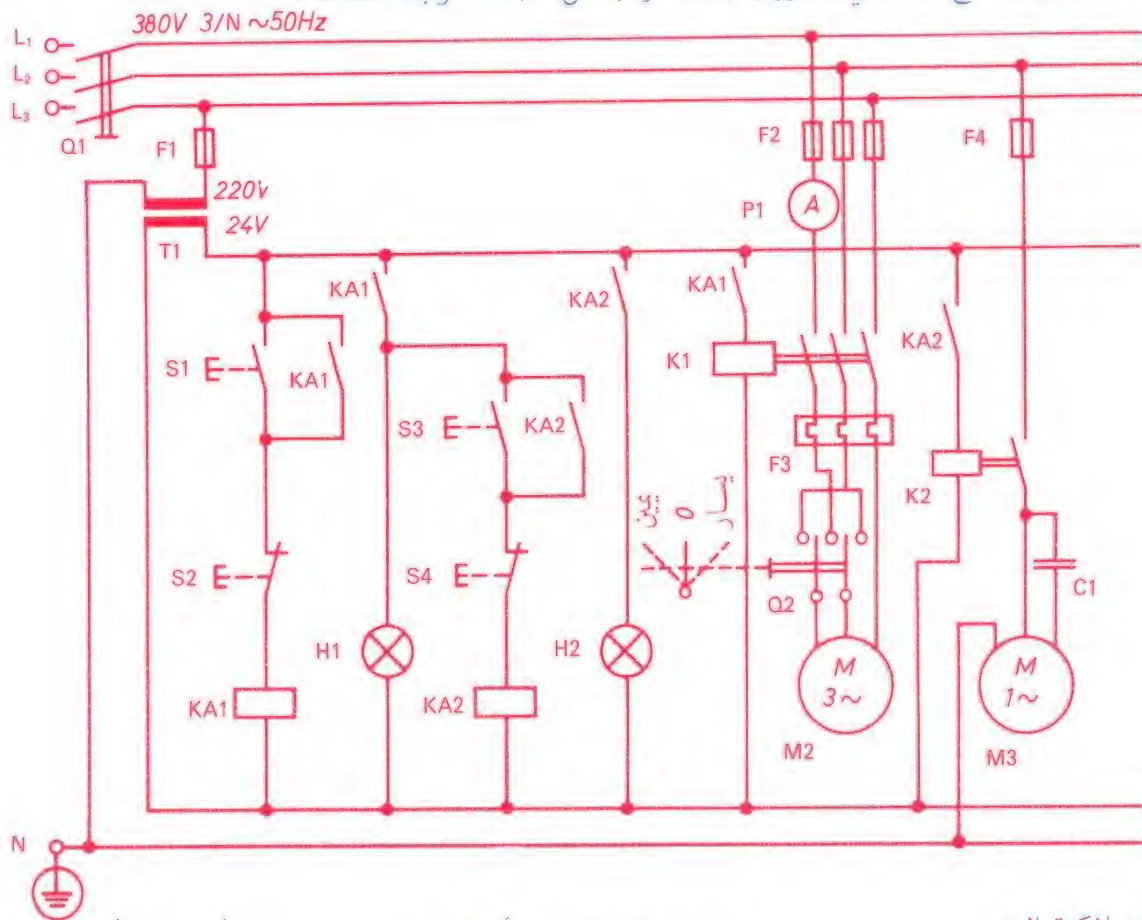 380V 3/N ~50Hz
L₁
L₂
L₃
Q1
F1
F2
F4
220V
24V
T1
P1
A
KA1
KA2
KA1
S1
KA1
K1
KA2
S3
KA2
F3
K2
يمين
0
يسار
S2
S4
Q2
C1
H1
H2
KA1
KA2
M
3~
M
1~
M2
M3
N